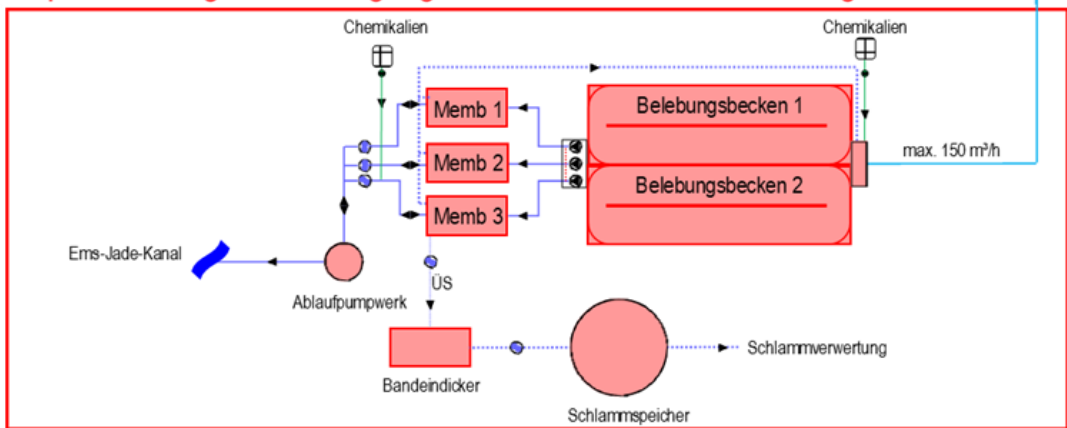 Chemikalien
Chemikalien
Memb 1
Belebungsbecken 1
max. 150 m³/h
Memb 2
Belebungsbecken 2
Memb 3
Ems-Jade-Kanal
ÜS
Ablaufpumpwerk
Schlammverwertung
Bandeindicker
Schlammspeicher